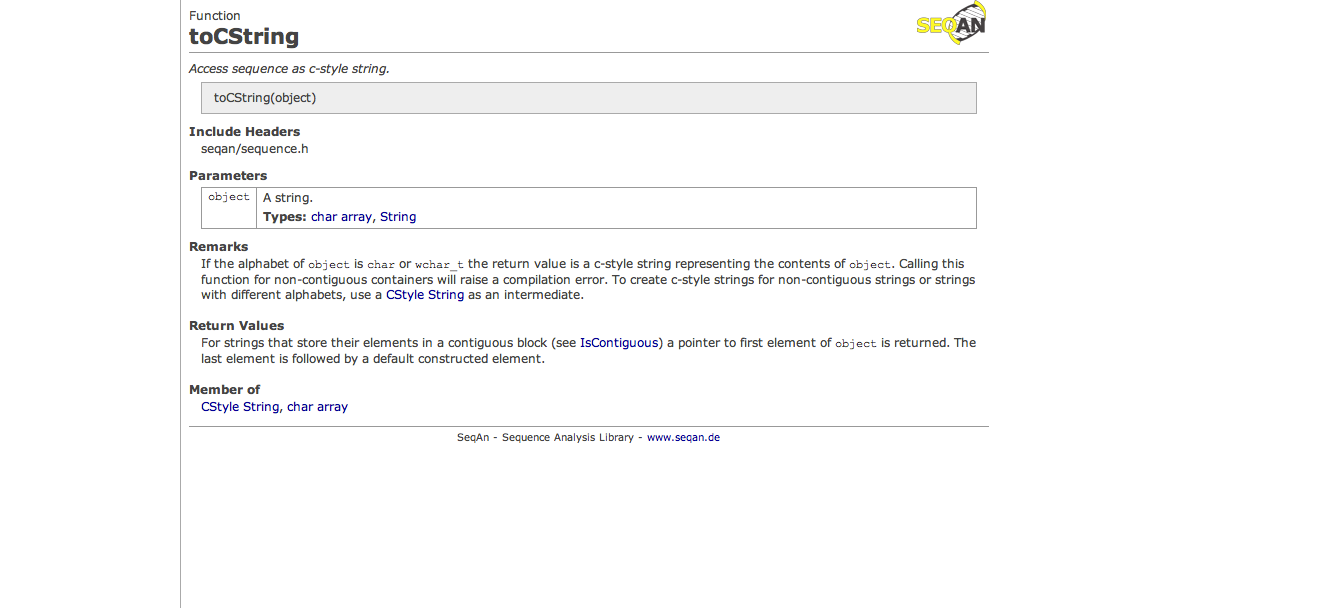 Function
toCString
SEQAN
Access sequence as c-style string.
toCString(object)
Include Headers
seqan/sequence.h
Parameters
object A string.
Types: char array, String
Remarks
If the alphabet of object is char or wchar_t the return value is a c-style string representing the contents of object. Calling this
function for non-contiguous containers will raise a compilation error. To create c-style strings for non-contiguous strings or strings
with different alphabets, use a CStyle String as an intermediate.
Return Values
For strings that store their elements in a contiguous block (see IsContiguous) a pointer to first element of object is returned. The
last element is followed by a default constructed element.
Member of
CStyle String, char array
SeqAn - Sequence Analysis Library - www.seqan.de